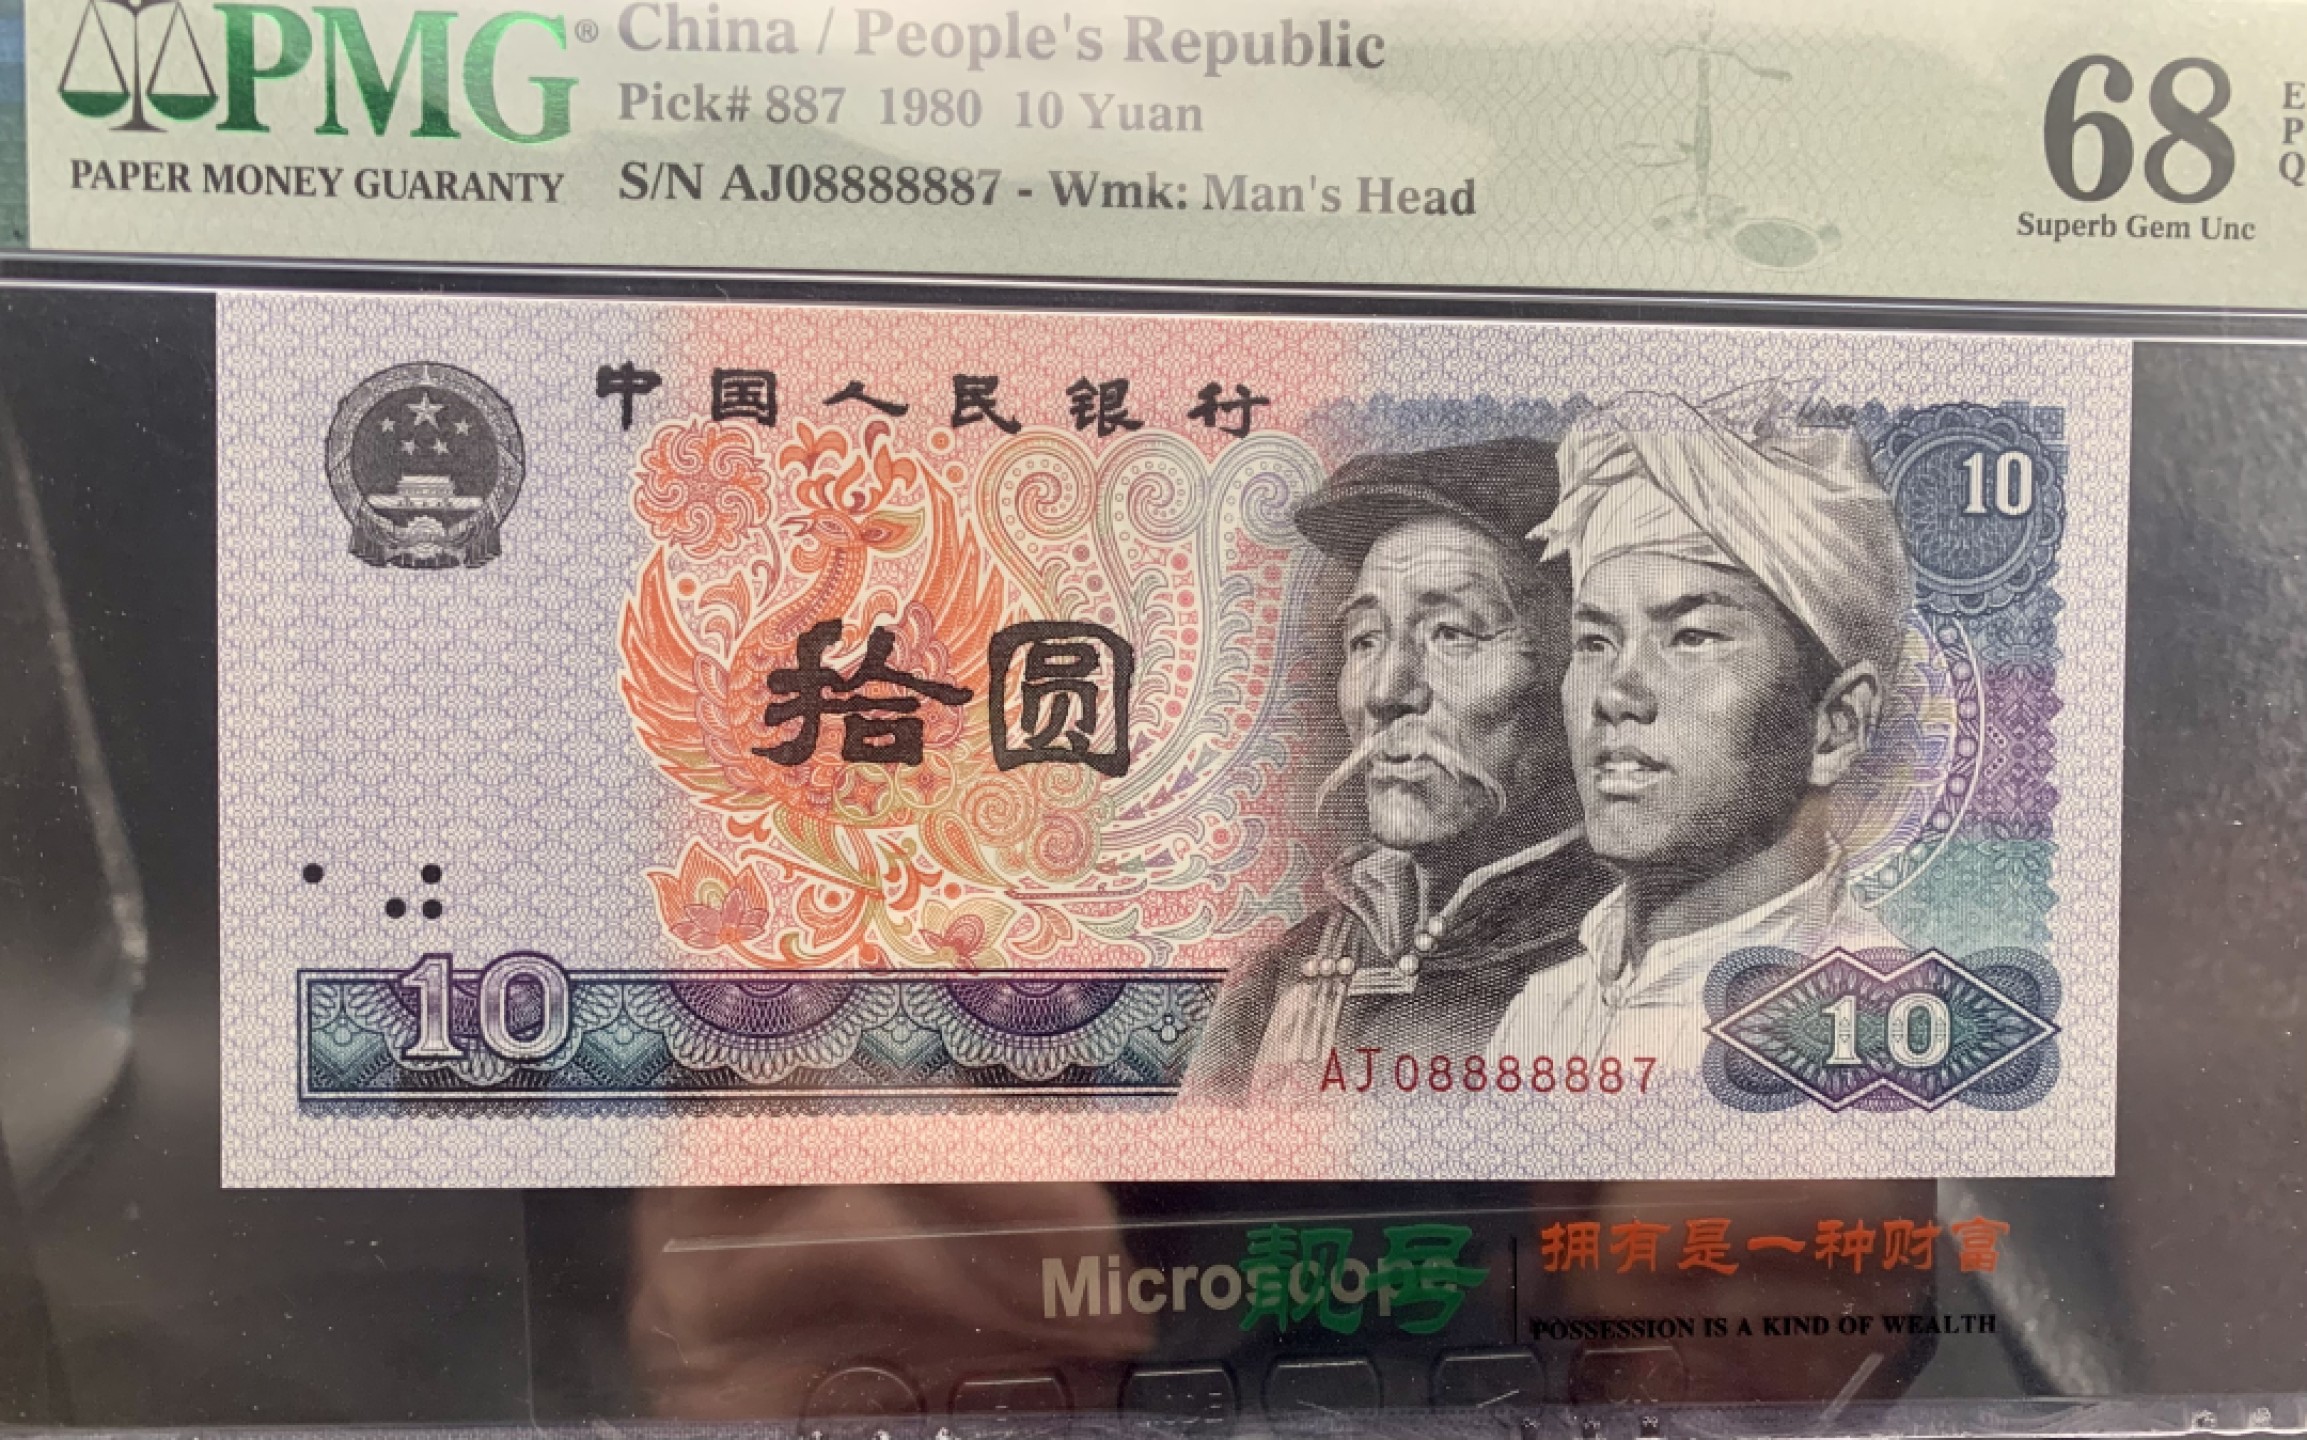 PMG®
PAPER MONEY GUARANTY
China / People's Republic
Pick# 887 1980 10 Yuan
S/N AJ08888887 - Wmk: Man's Head
68
EPQ
Superb Gem Unc
中国人民银行
10
拾圆
10
10
AJ08888887
Microscope
靓号
拥有是一种财富
POSSESSION IS A KIND OF WEALTH